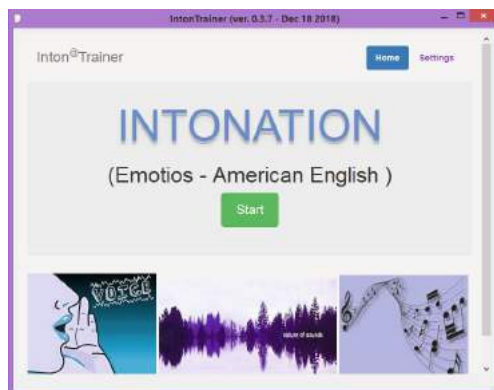 IntonTrainer (ver. 0.3.7 - Dec 18 2018)
Inton@Trainer
Home
Settings
INTONATION
(Emotios - American English )
Start
VOICE
nature of sounds